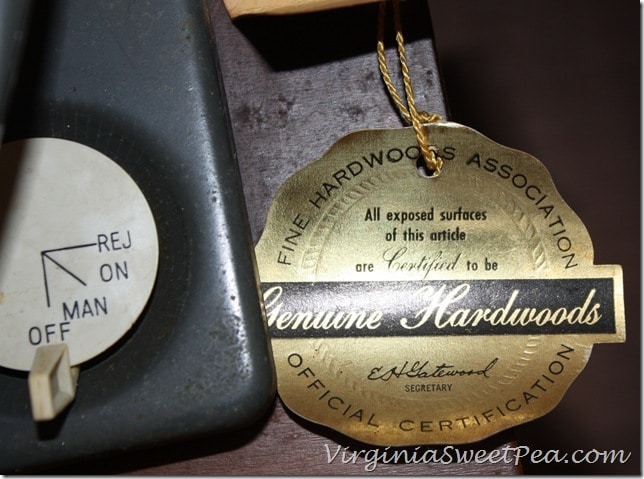 REJ
ON
MAN
OFF
FINE HARDWOODS ASSOCIATION
All exposed surfaces
of this article
are Certified to be
Genuine Hardwoods
E H Gatewood
SECRETARY
OFFICIAL CERTIFICATION
VirginiaSweetPea.com